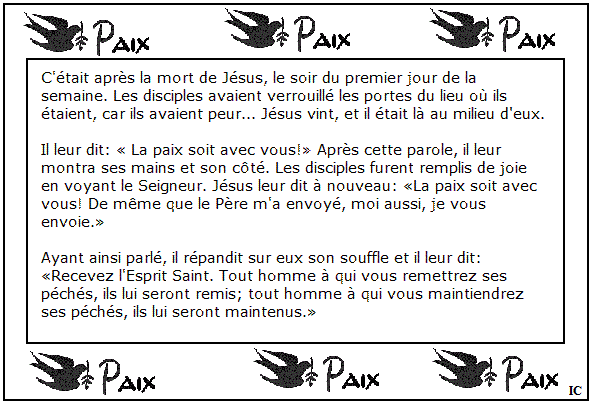 Paix Paix Paix
C'était après la mort de Jésus, le soir du premier jour de la
semaine. Les disciples avaient verrouillé les portes du lieu où ils
étaient, car ils avaient peur... Jésus vint, et il était là au milieu d'eux.
Il leur dit: « La paix soit avec vous!» Après cette parole, il leur
montra ses mains et son côté. Les disciples furent remplis de joie
en voyant le Seigneur. Jésus leur dit à nouveau: «La paix soit avec
vous! De même que le Père m'a envoyé, moi aussi, je vous
envoie.»
Ayant ainsi parlé, il répandit sur eux son souffle et il leur dit:
«Recevez l'Esprit Saint. Tout homme à qui vous remettrez ses
péchés, ils lui seront remis; tout homme à qui vous maintiendrez
ses péchés, ils lui seront maintenus.»
Paix Paix Paix
IC